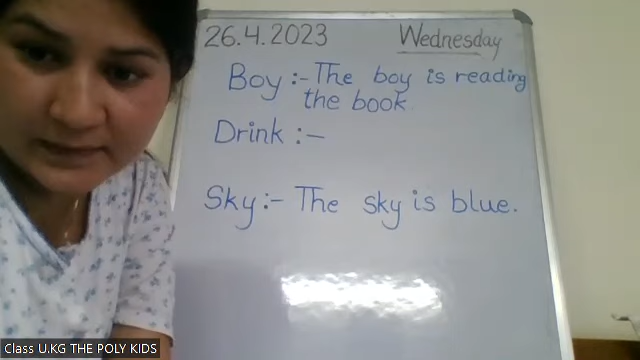 26.4.2023 Wednesday
Boy :- The boy is reading
the book
Drink :-
Sky :- The sky is blue.
Class U.KG THE POLY KIDS